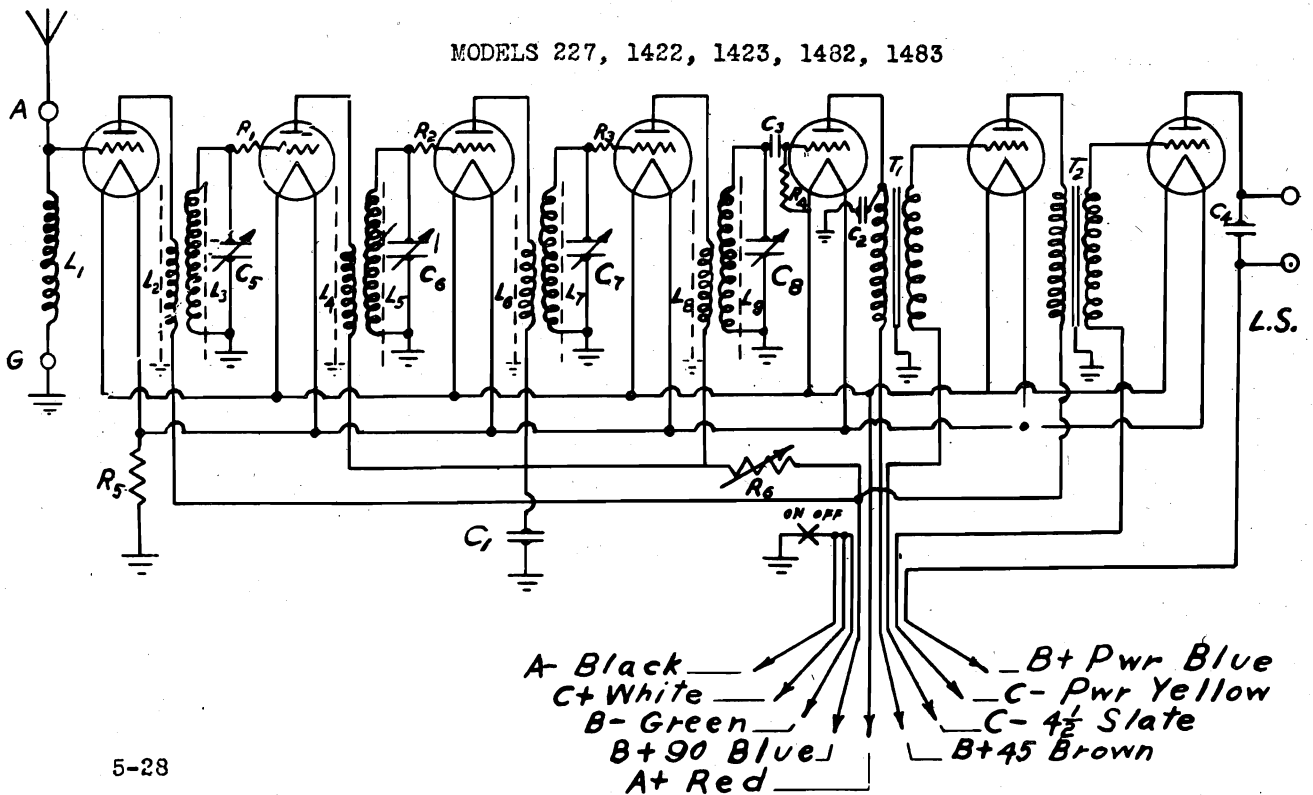 MODELS 227, 1422, 1423, 1482, 1483
A
R1
R2
R3
C3
R4
C2
T1
T2
C4
L1
L2
L3
C5
L4
L5
C6
L6
L7
C7
L8
L9
C8
L.S.
G
R5
R6
C1
ON OFF
A- Black
C+ White
B- Green
B+90 Blue
A+ Red
B+ Pwr Blue
C- Pwr Yellow
C- 4½ Slate
B+45 Brown
5-28